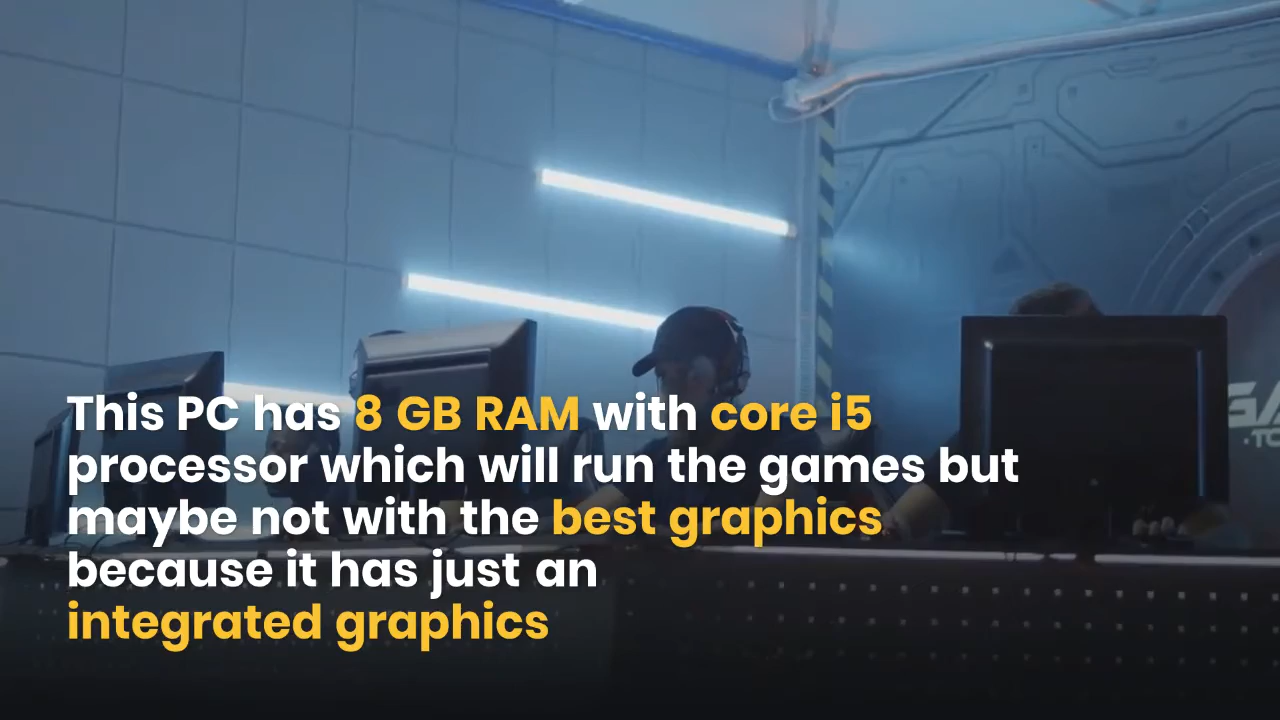 This PC has 8 GB RAM with core i5
processor which will run the games but
maybe not with the best graphics
because it has just an
integrated graphics